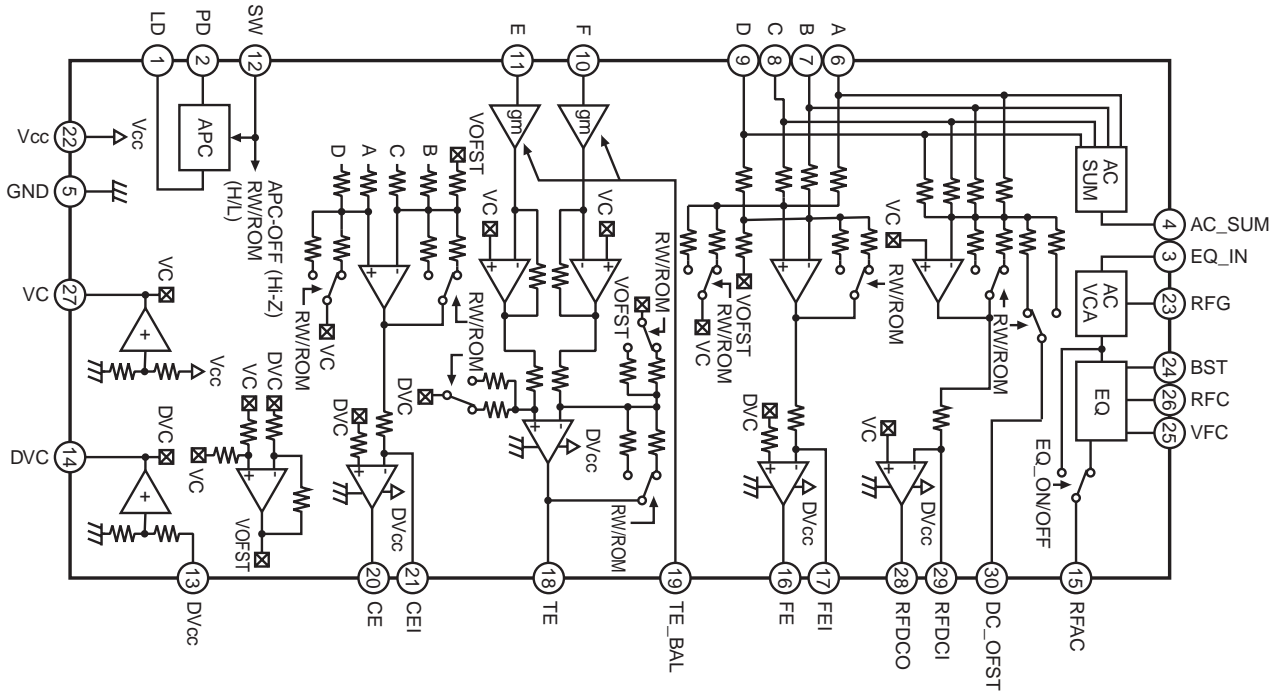 LD
PD
SW
E
F
D
C
B
A
1
2
12
11
10
9
8
7
6
APC
APC-OFF (Hi-Z)
RW/ROM
(H/L)
gm
gm
AC
SUM
4
AC_SUM
3
EQ_IN
AC
VCA
23
RFG
EQ
24
BST
26
RFC
25
VFC
Vcc
22
Vcc
GND
5
VC
27
VC
+
Vcc
DVC
14
DVC
+
D
A
C
B
VOFST
+
-
RW/ROM
VC
RW/ROM
VC
DVC
VC
+
-
VOFST
DVC
+
-
DVcc
VC
+
-
VC
+
-
RW/ROM
VOFST
RW/ROM
DVC
+
-
DVcc
RW/ROM
VOFST
RW/ROM
VC
+
-
RW/ROM
DVC
+
-
DVcc
VC
+
-
RW/ROM
VC
+
-
DVcc
EQ_ON/OFF
13
20
21
18
19
16
17
28
29
30
15
DVcc
CE
CEI
TE
TE_BAL
FE
FEI
RFDCO
RFDCI
DC_OFST
RFAC